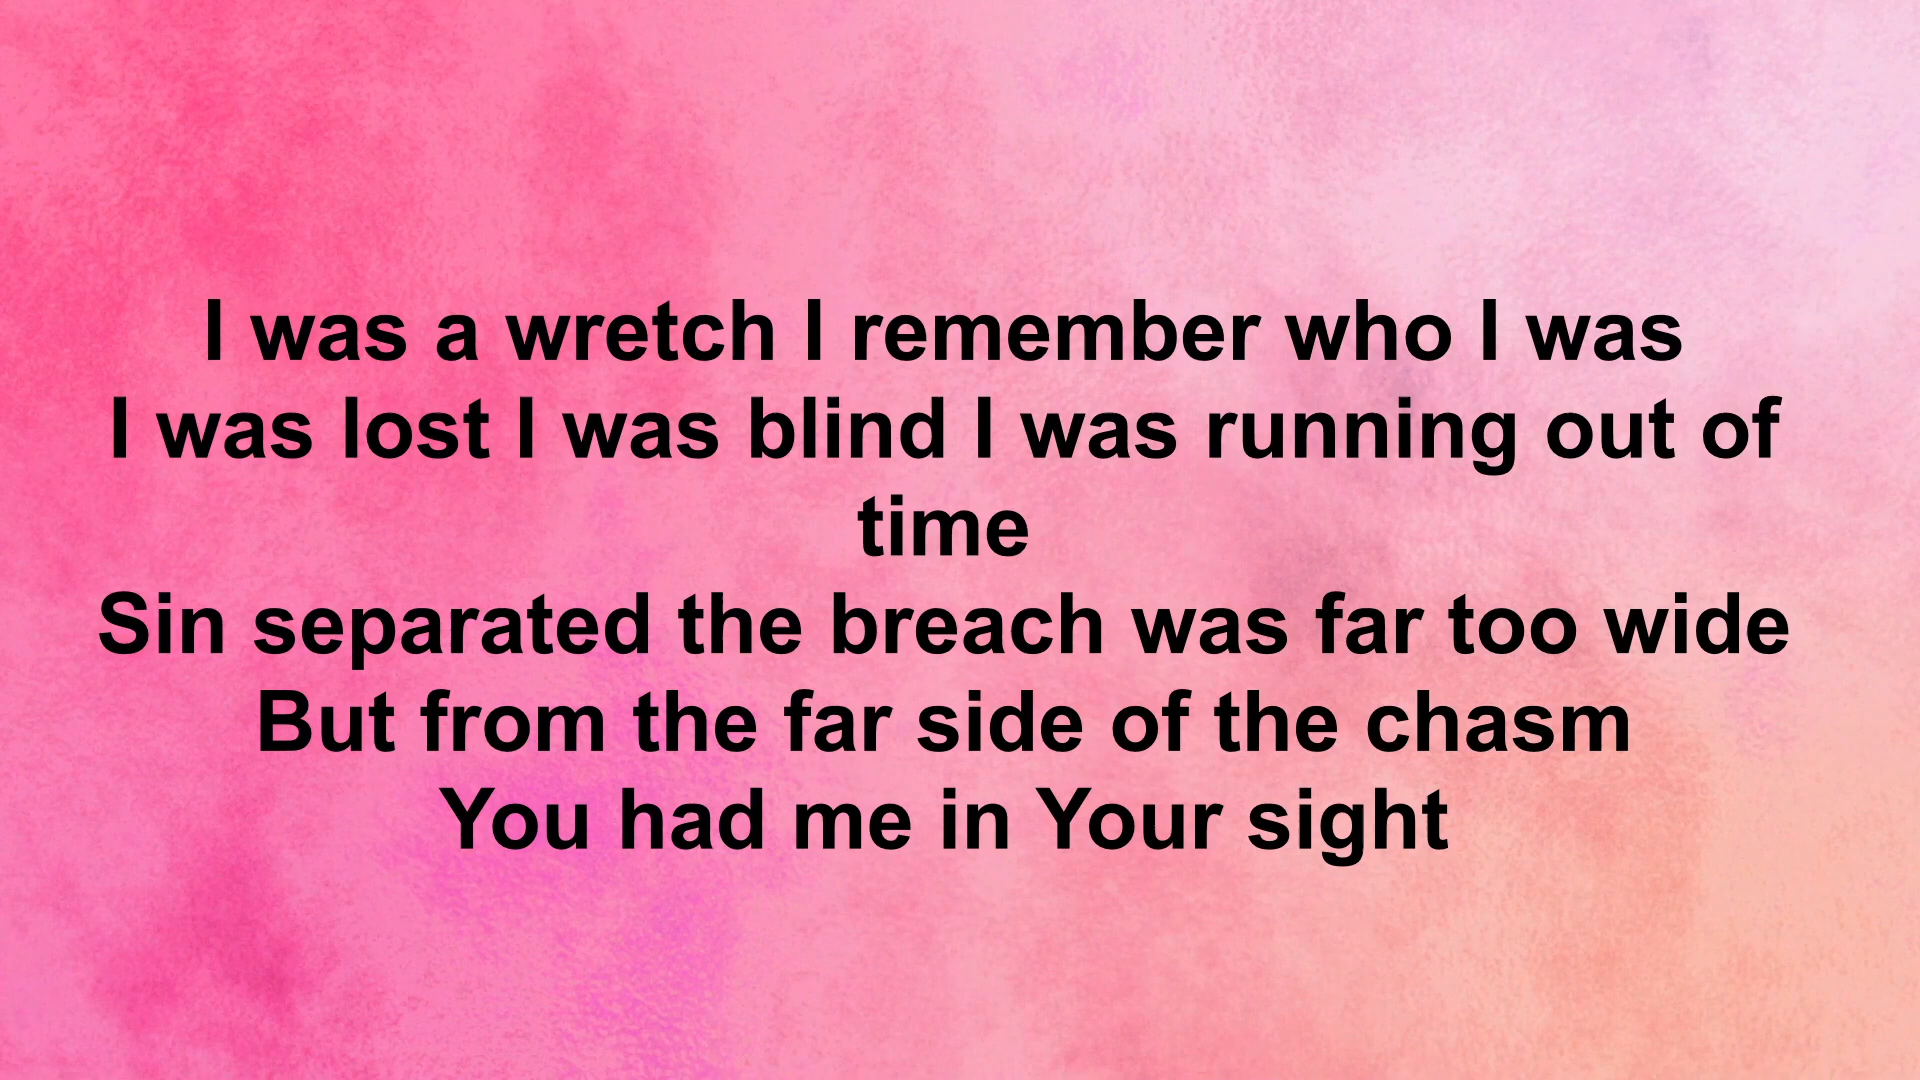 I was a wretch I remember who I was
I was lost I was blind I was running out of
time
Sin separated the breach was far too wide
But from the far side of the chasm
You had me in Your sight